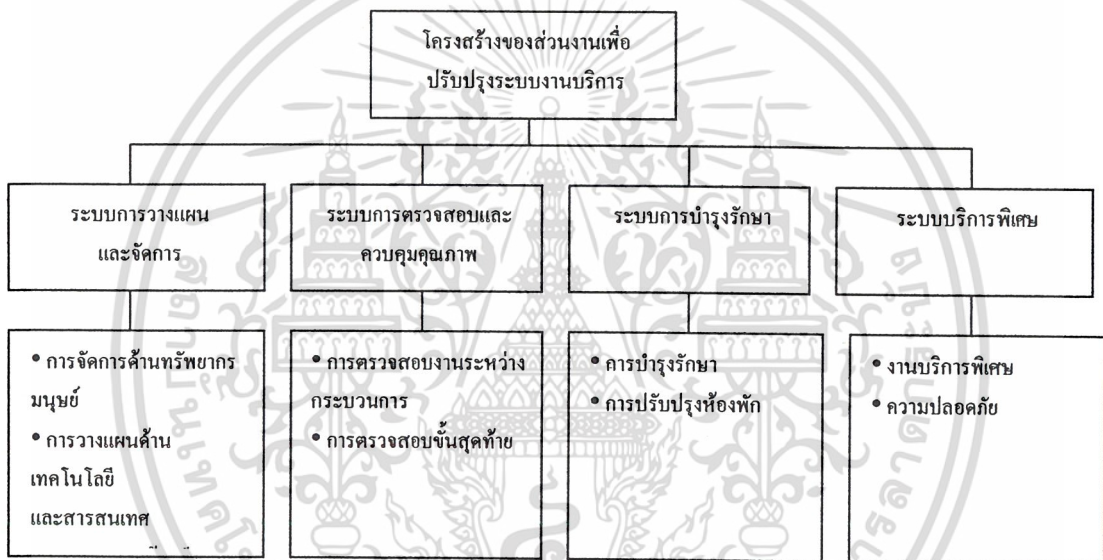 โครงสร้างของส่วนงานเพื่อ
ปรับปรุงระบบงานบริการ
ระบบการวางแผน
และจัดการ
ระบบการตรวจสอบและ
ควบคุมคุณภาพ
ระบบการบำรุงรักษา
ระบบบริการพิเศษ
• การจัดการด้านทรัพยากร
มนุษย์
• การวางแผนด้าน
เทคโนโลยี
และสารสนเทศ
• การตรวจสอบงานระหว่าง
กระบวนการ
• การตรวจสอบขั้นสุดท้าย
• การบำรุงรักษา
• การปรับปรุงห้องพัก
• งานบริการพิเศษ
• ความปลอดภัย